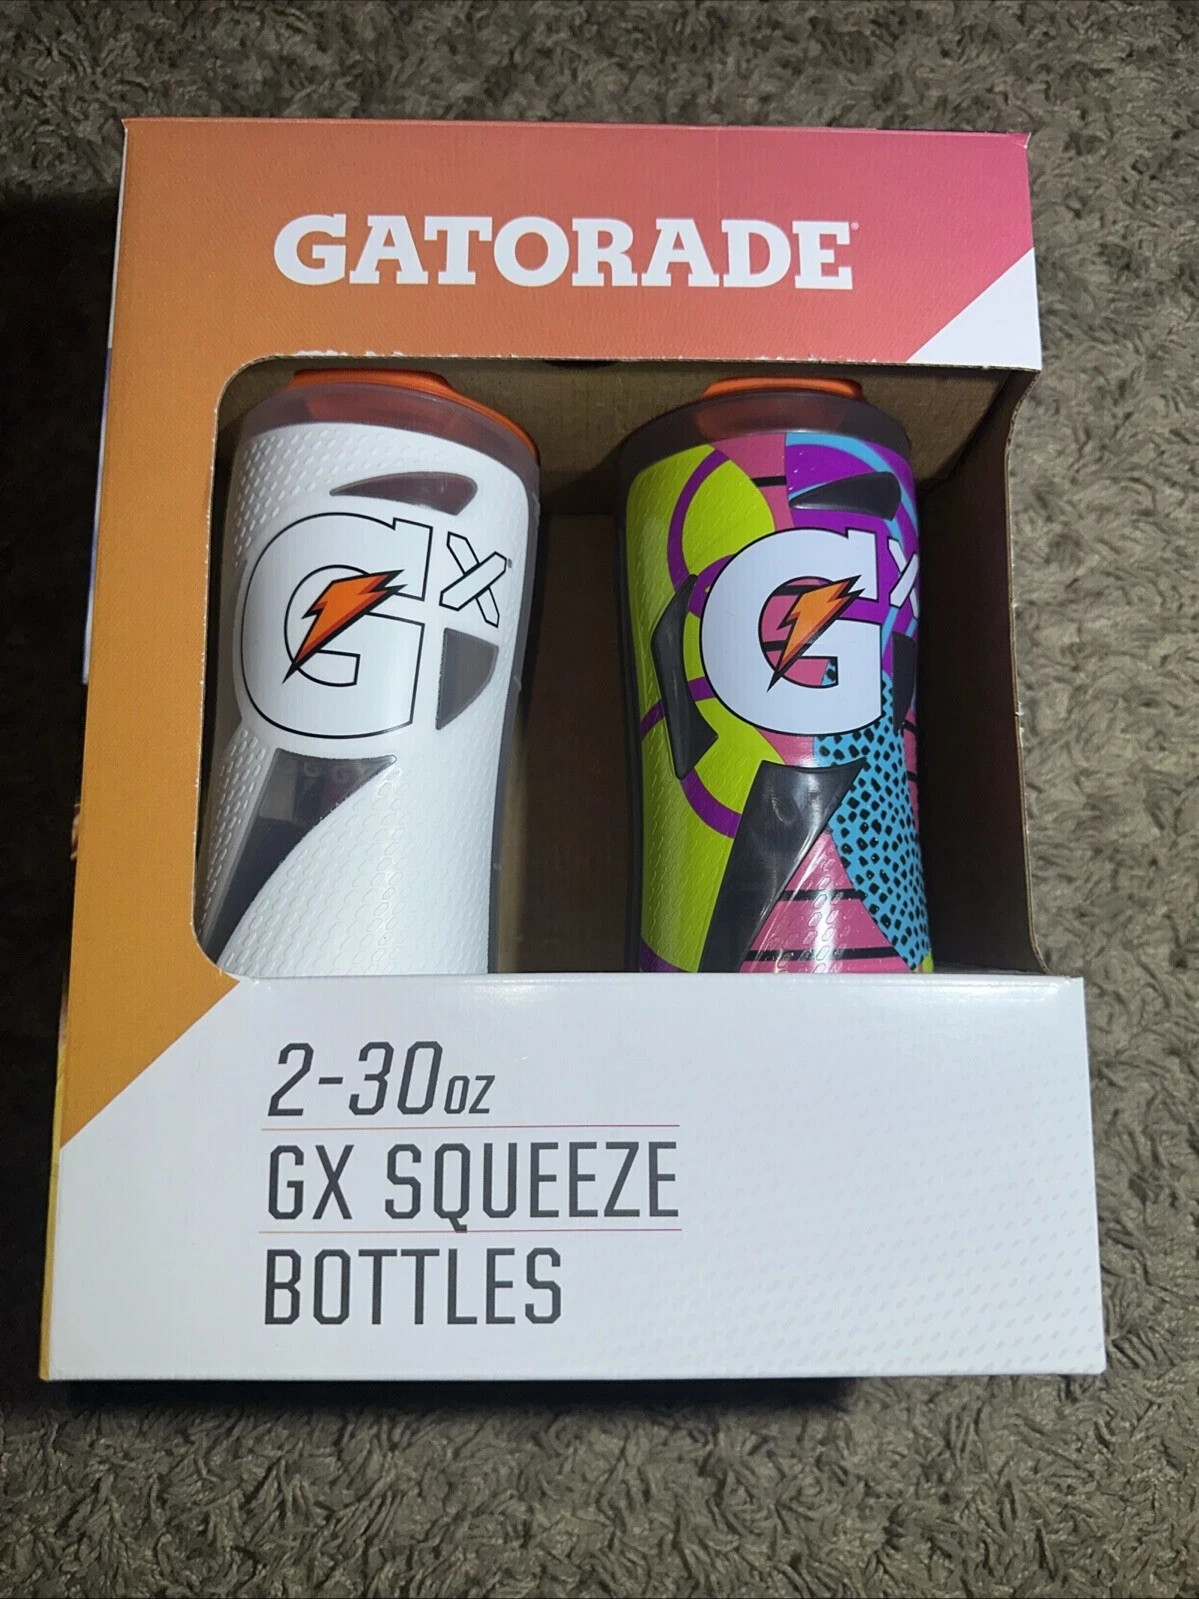 GATORADE®
GX®
GX
2-30oz
GX SQUEEZE
BOTTLES